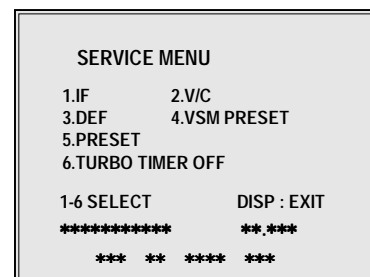 SERVICE MENU
1.IF 2.V/C
3.DEF 4.VSM PRESET
5.PRESET
6.TURBO TIMER OFF
1-6 SELECT DISP : EXIT
*********** **.***
*** ** **** ***